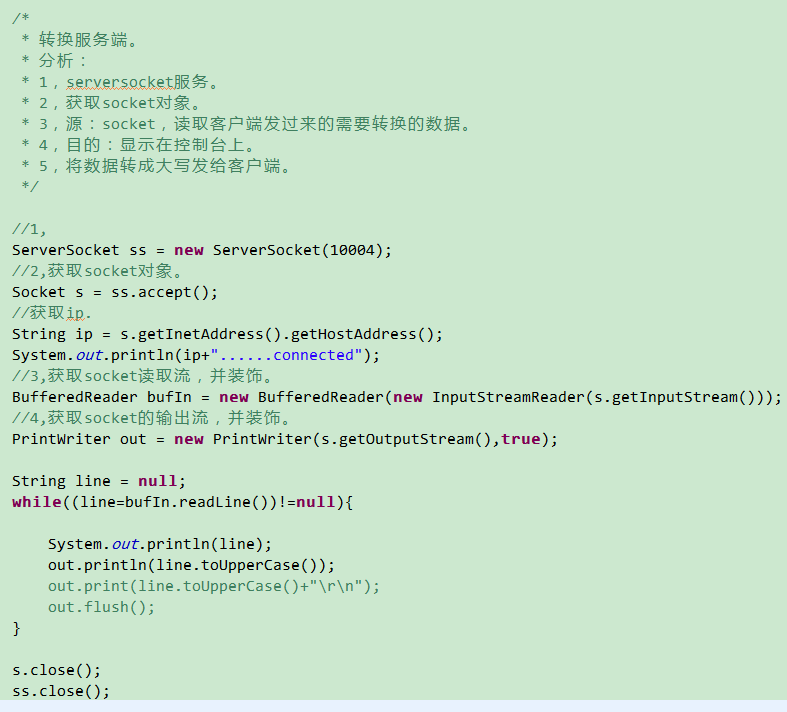 /*
 * 转换服务端。
 * 分析：
 * 1，serversocket服务。
 * 2，获取socket对象。
 * 3，源：socket，读取客户端发过来的需要转换的数据。
 * 4，目的：显示在控制台上。
 * 5，将数据转成大写发给客户端。
 */
//1,
ServerSocket ss = new ServerSocket(10004);
//2,获取socket对象。
Socket s = ss.accept();
//获取ip.
String ip = s.getInetAddress().getHostAddress();
System.out.println(ip+"......connected");
//3,获取socket读取流，并装饰。
BufferedReader bufIn = new BufferedReader(new InputStreamReader(s.getInputStream()));
//4,获取socket的输出流，并装饰。
PrintWriter out = new PrintWriter(s.getOutputStream(),true);
String line = null;
while((line=bufIn.readLine())!=null){
    System.out.println(line);
    out.println(line.toUpperCase());
    out.print(line.toUpperCase()+"\r\n");
    out.flush();
}
s.close();
ss.close();